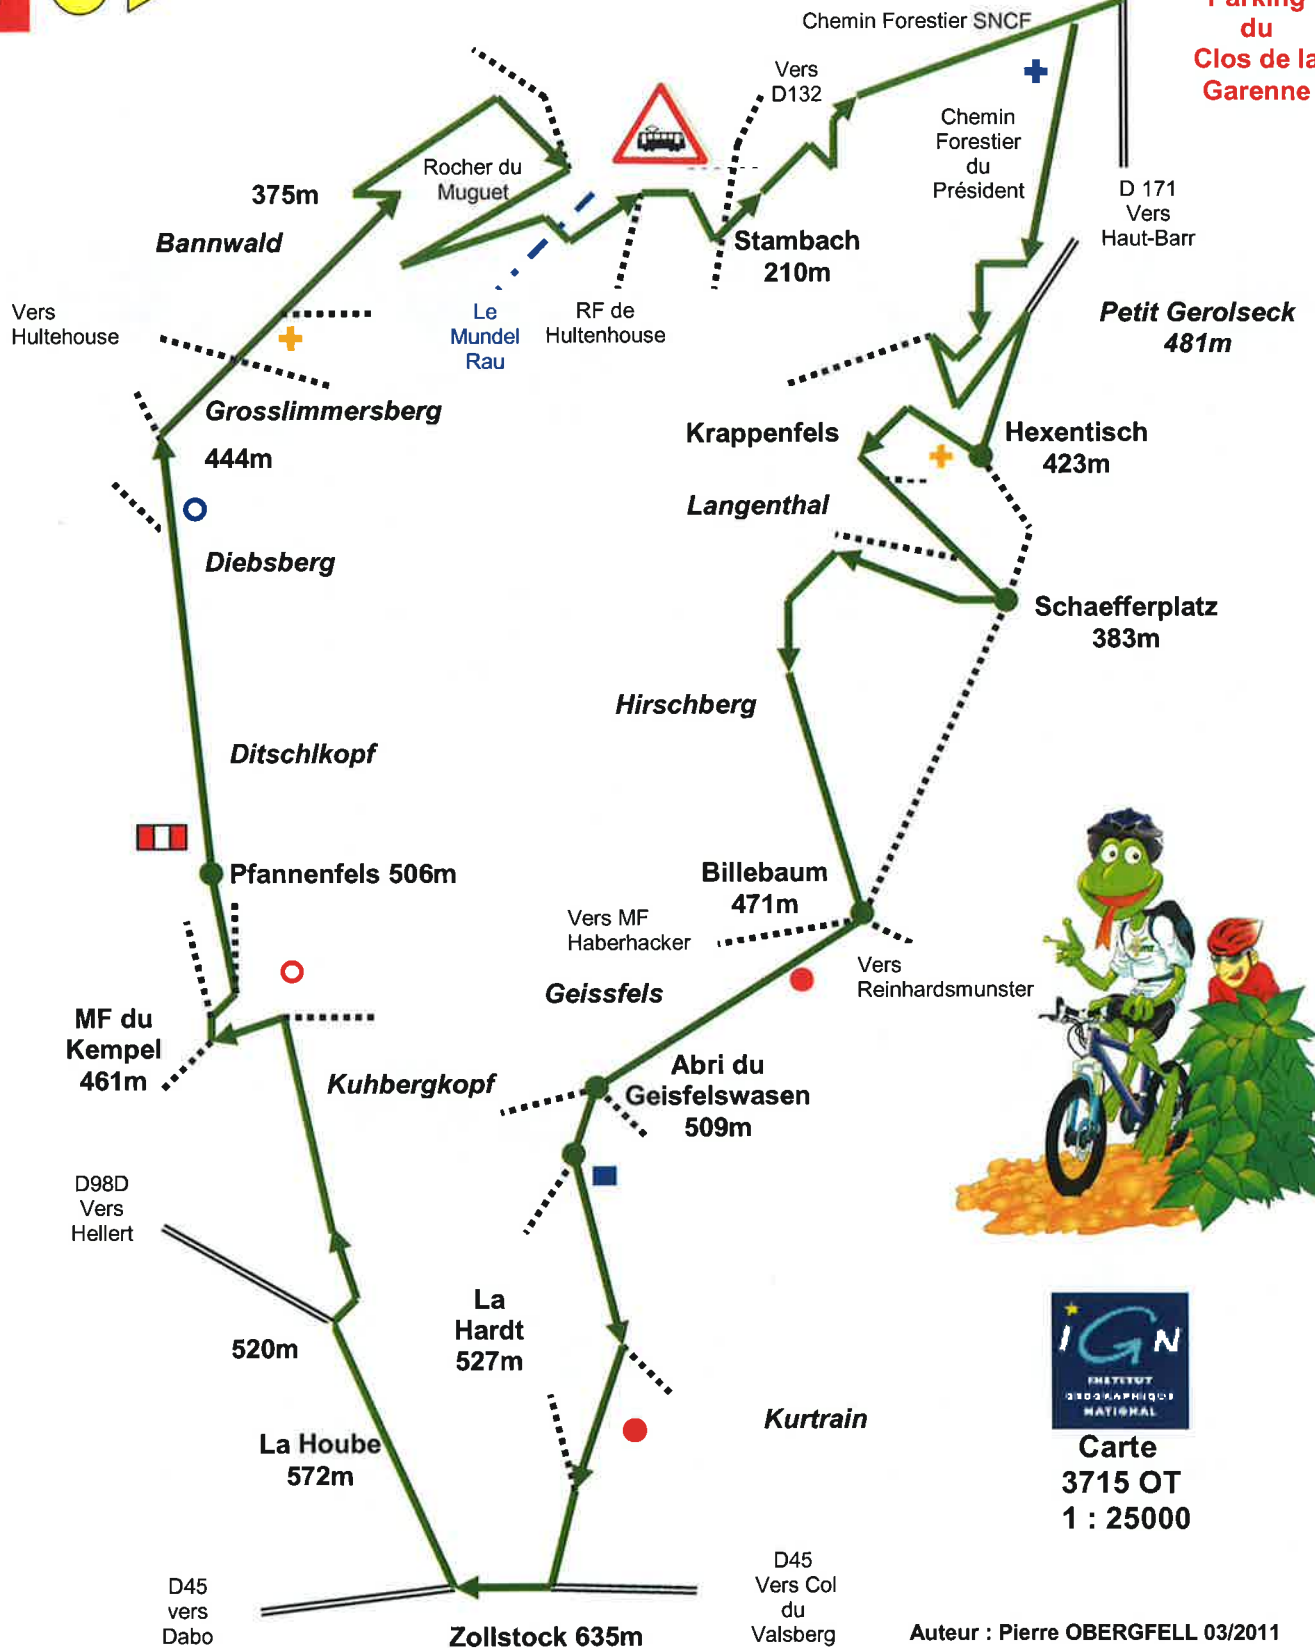 Parking
du
Clos de la
Garenne
Chemin Forestier SNCF
Vers
D132
Chemin
Forestier
du
Président
D 171
Vers
Haut-Barr
Rocher du
Muguet
375m
Bannwald
Stambach
210m
Vers
Hultehouse
Le
Mundel
Rau
RF de
Hultenhouse
Petit Gerolseck
481m
Grosslimmersberg
444m
Krappenfels
Hexentisch
423m
Langenthal
Diebsberg
Schaefferplatz
383m
Hirschberg
Ditschlkopf
Pfannenfels 506m
Billebaum
471m
Vers MF
Haberhacker
Vers
Reinhardsmunster
Geissfels
MF du
Kempel
461m
Kuhbergkopf
Abri du
Geisfelswasen
509m
D98D
Vers
Hellert
La
Hardt
527m
520m
IGN
INSTITUT
GEOGRAPHIQUE
NATIONAL
Kurtrain
La Hoube
572m
Carte
3715 OT
1 : 25000
D45
vers
Dabo
Zollstock 635m
D45
Vers Col
du
Valsberg
Auteur : Pierre OBERGFELL 03/2011